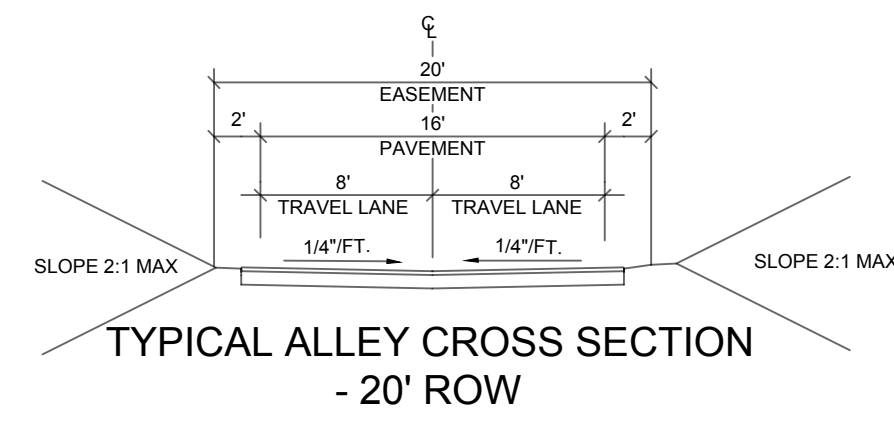 ℄
20'
EASEMENT
2' 16' 2'
PAVEMENT
8' 8'
TRAVEL LANE TRAVEL LANE
1/4"/FT. 1/4"/FT.
SLOPE 2:1 MAX SLOPE 2:1 MAX
TYPICAL ALLEY CROSS SECTION
- 20' ROW